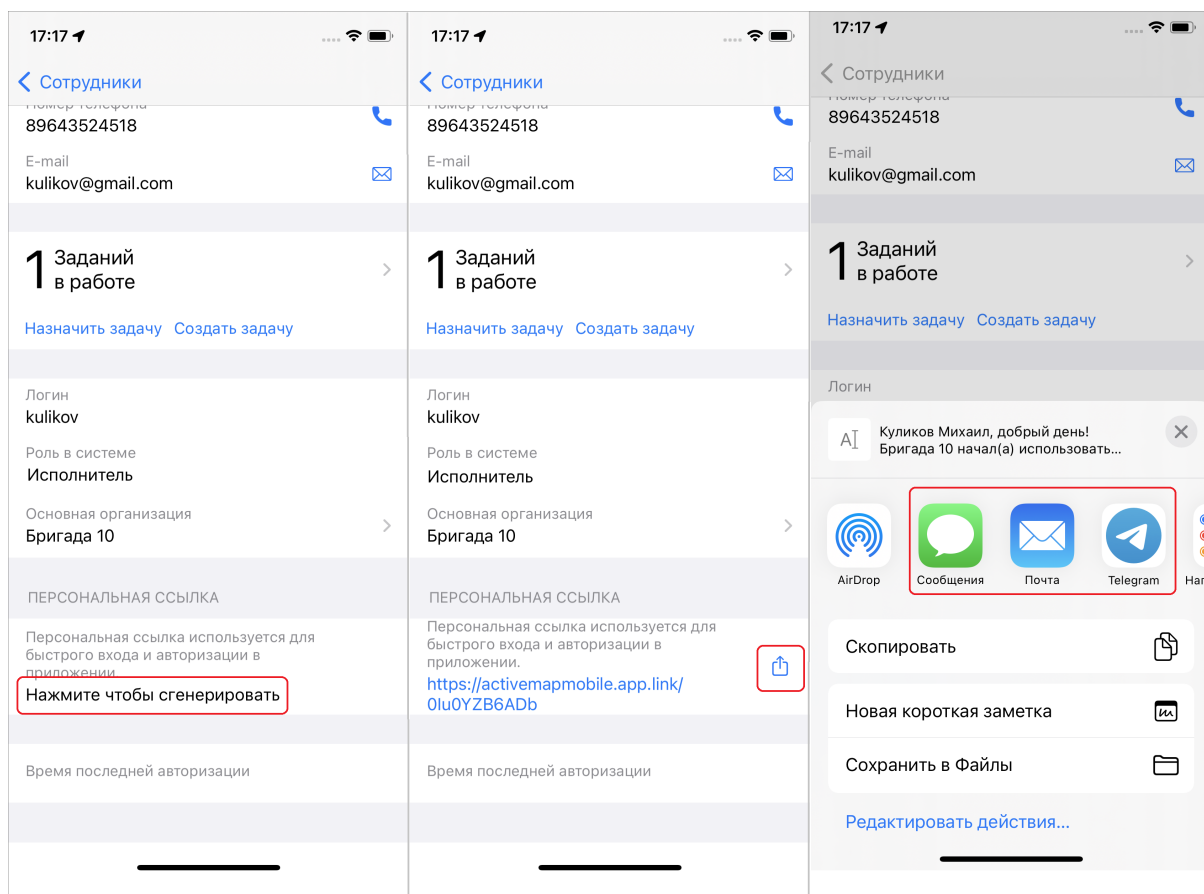 17:17
Сотрудники
Номер телефона
89643524518
E-mail
kulikov@gmail.com
1 Заданий
в работе
Назначить задачу Создать задачу
Логин
kulikov
Роль в системе
Исполнитель
Основная организация
Бригада 10
ПЕРСОНАЛЬНАЯ ССЫЛКА
Персональная ссылка используется для
быстрого входа и авторизации в
приложении.
Нажмите чтобы сгенерировать
Время последней авторизации
17:17
Сотрудники
Номер телефона
89643524518
E-mail
kulikov@gmail.com
1 Заданий
в работе
Назначить задачу Создать задачу
Логин
kulikov
Роль в системе
Исполнитель
Основная организация
Бригада 10
ПЕРСОНАЛЬНАЯ ССЫЛКА
Персональная ссылка используется для
быстрого входа и авторизации в
приложении.
https://activemapmobile.app.link/
0Iu0YZB6ADb
Время последней авторизации
17:17
Сотрудники
Номер телефона
89643524518
E-mail
kulikov@gmail.com
1 Заданий
в работе
Назначить задачу Создать задачу
Логин
Куликов Михаил, добрый день!
Бригада 10 начал(а) использовать...
AirDrop Сообщения Почта Telegram
Скопировать
Новая короткая заметка
Сохранить в Файлы
Редактировать действия...